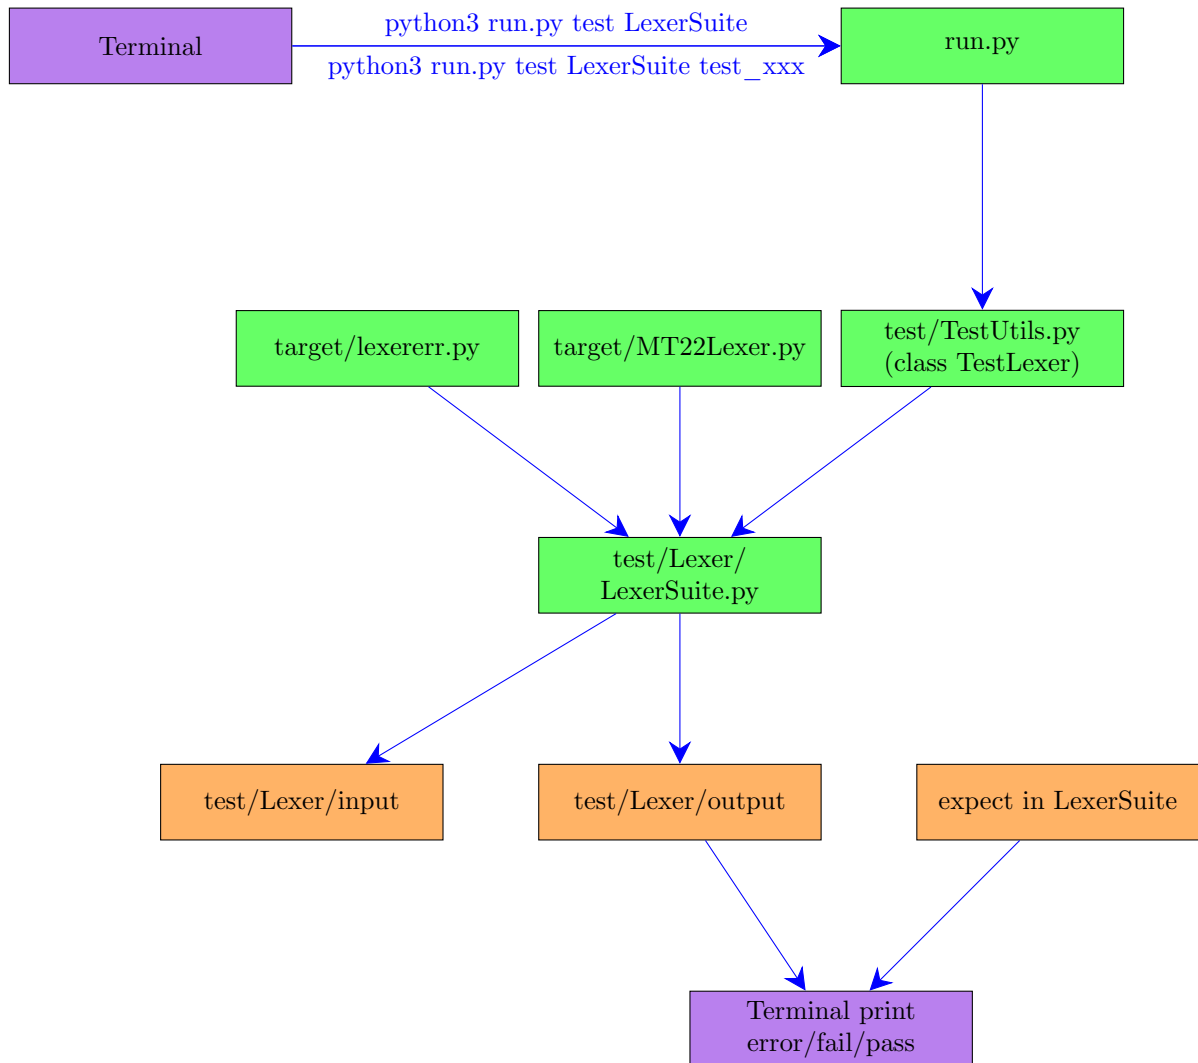 Terminal
python3 run.py test LexerSuite
python3 run.py test LexerSuite test_xxx
run.py
target/lexererr.py
target/MT22Lexer.py
test/TestUtils.py
(class TestLexer)
test/Lexer/
LexerSuite.py
test/Lexer/input
test/Lexer/output
expect in LexerSuite
Terminal print
error/fail/pass